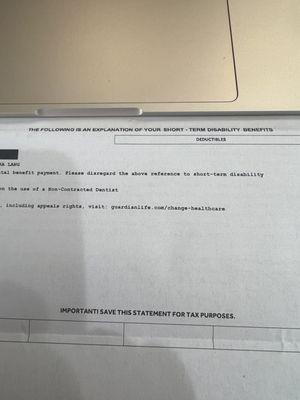 THE FOLLOWING IS AN EXPLANATION OF YOUR SHORT - TERM DISABILITY BENEFITS
DEDUCTIBLES
LANG
tal benefit payment. Please disregard the above reference to short-term disability
on the use of a Non-Contracted Dentist
, including appeals rights, visit: guardianlife.com/change-healthcare
IMPORTANT! SAVE THIS STATEMENT FOR TAX PURPOSES.